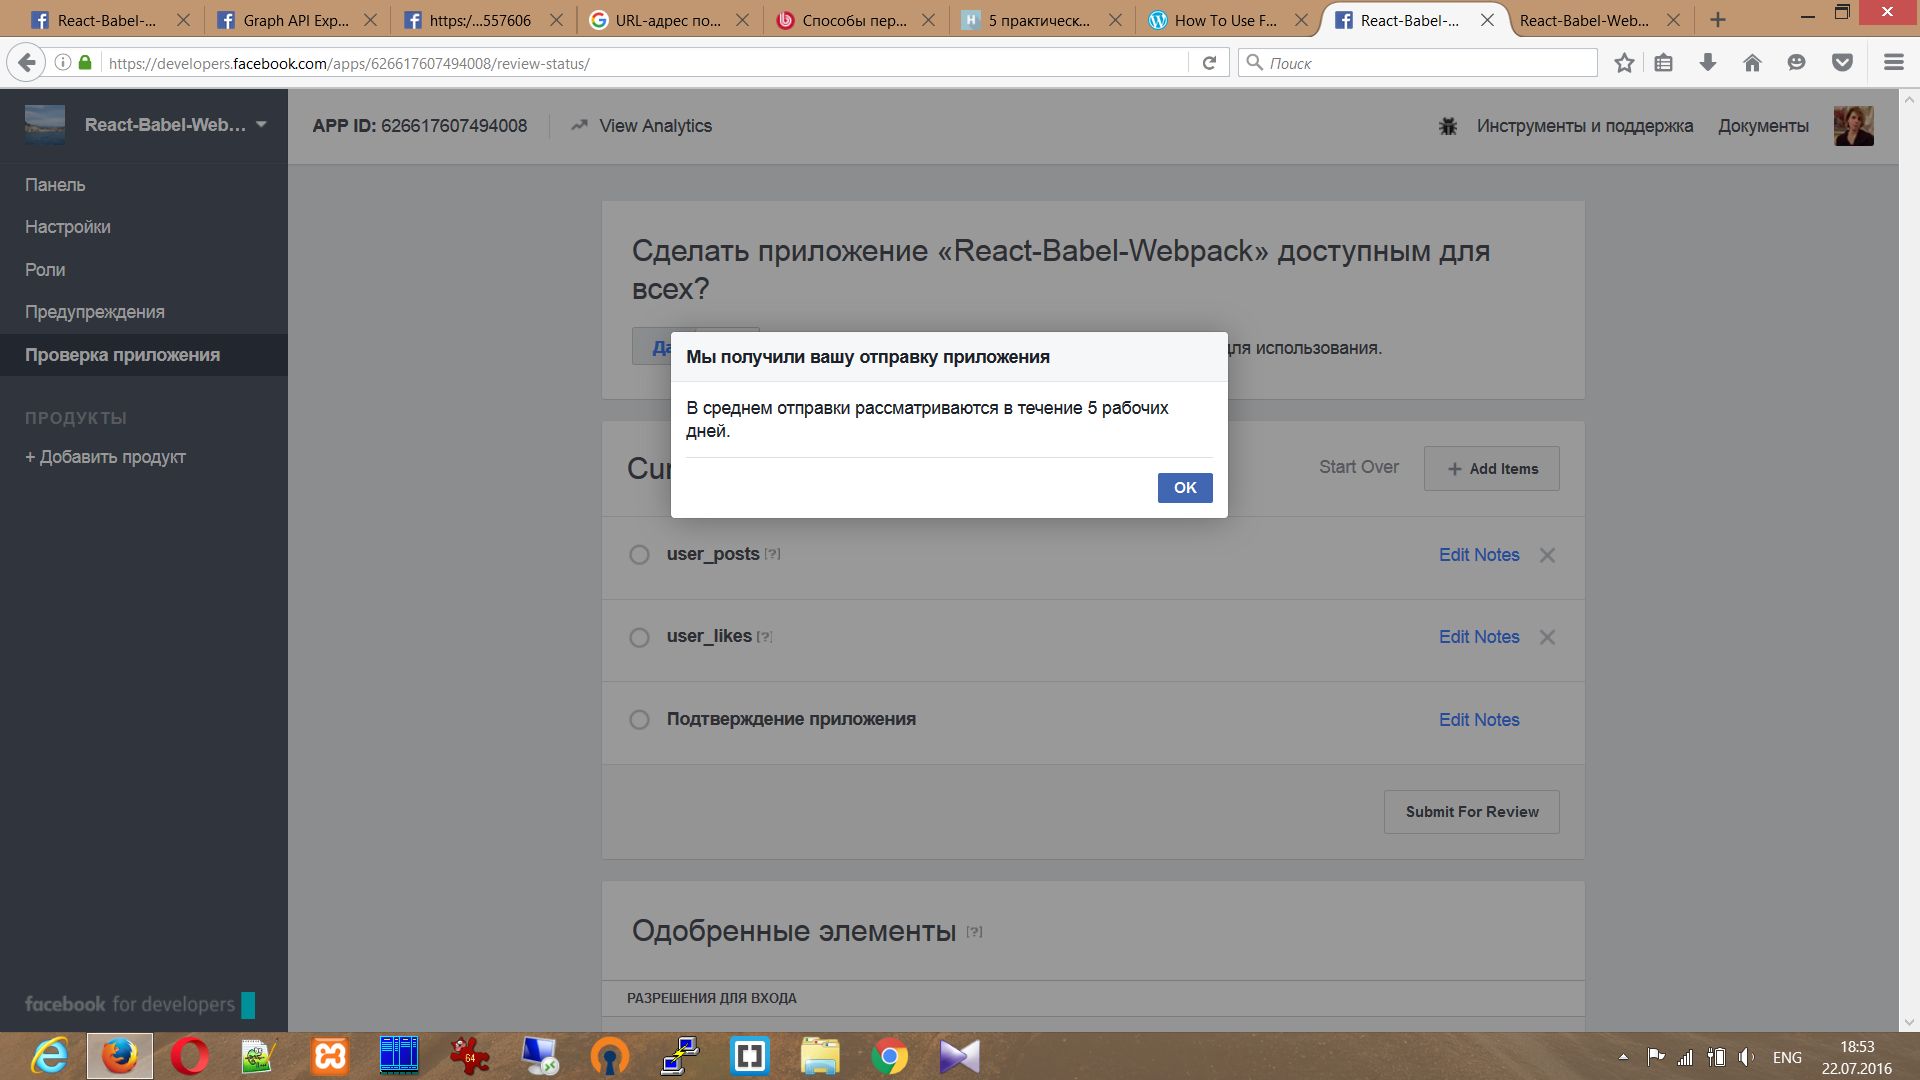 React-Babel-...
Graph API Exp...
https:/...557606
URL-адрес по...
Способы пер...
5 практическ...
How To Use F...
React-Babel-...
React-Babel-Web...
https://developers.facebook.com/apps/626617607494008/review-status/
Поиск
React-Babel-Web...
APP ID: 626617607494008
View Analytics
Инструменты и поддержка
Документы
Панель
Настройки
Роли
Предупреждения
Проверка приложения
ПРОДУКТЫ
+ Добавить продукт
Сделать приложение «React-Babel-Webpack» доступным для
всех?
для использования.
Мы получили вашу отправку приложения
В среднем отправки рассматриваются в течение 5 рабочих
дней.
OK
Cur
Start Over
+ Add Items
user_posts [?]
Edit Notes
user_likes [?]
Edit Notes
Подтверждение приложения
Edit Notes
Submit For Review
Одобренные элементы [?]
РАЗРЕШЕНИЯ ДЛЯ ВХОДА
facebook for developers
64
ENG
18:53
22.07.2016